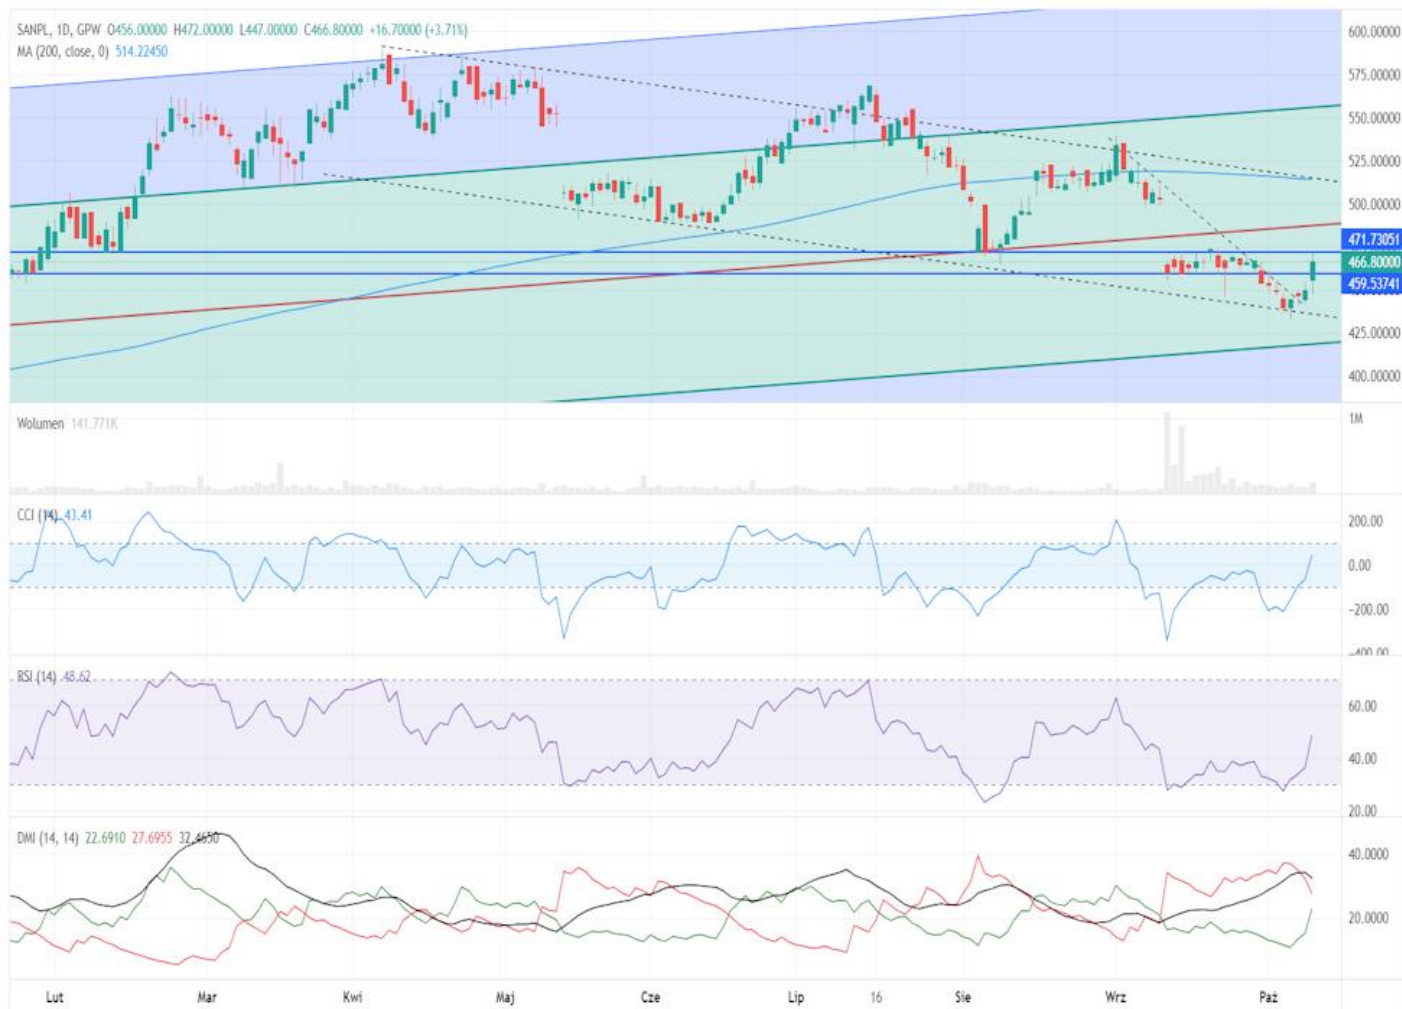 SANPL, 1D, GPW O456.00000 H472.00000 L447.00000 C466.80000 +16.70000 (+3.71%)
MA (200, close, 0) 514.22450
600.00000
575.00000
550.00000
525.00000
500.00000
471.73051
466.80000
459.53741
425.00000
400.00000
Wolumen 141.771K
1M
CCI (14) 43.41
200.00
0.00
-200.00
-400.00
RSI (14) 48.62
60.00
40.00
20.00
DMI (14, 14) 22.6910 27.6955 32.4650
40.0000
20.0000
Lut Mar Kwi Maj Cze Lip 16 Sie Wrz Paź